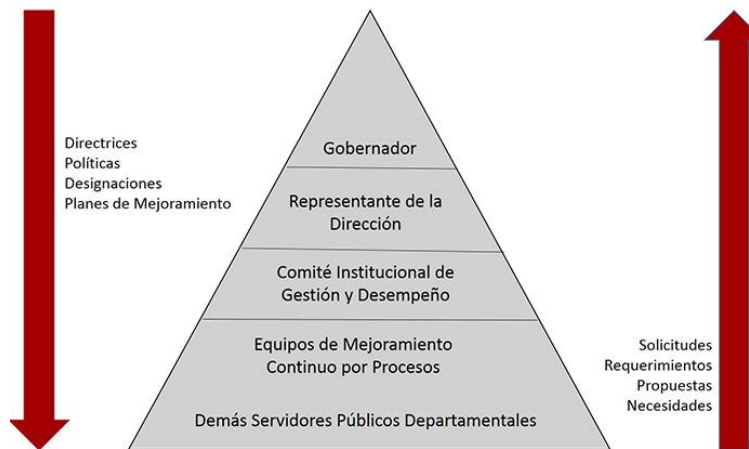 Directrices
Políticas
Designaciones
Planes de Mejoramiento
Gobernador
Representante de la
Dirección
Comité Institucional de
Gestión y Desempeño
Equipos de Mejoramiento
Continuo por Procesos
Demás Servidores Públicos Departamentales
Solicitudes
Requerimientos
Propuestas
Necesidades